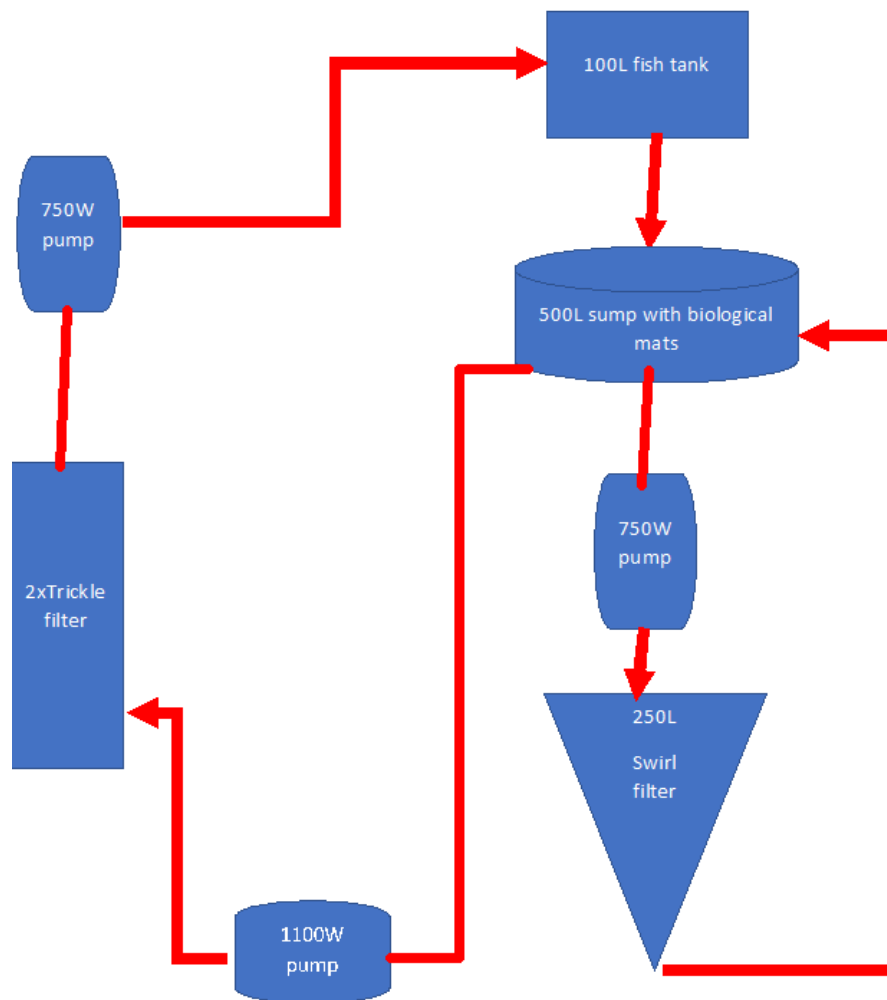 100L fish tank
750W
pump
500L sump with biological
mats
750W
pump
2xTrickle
filter
250L
Swirl
filter
1100W
pump